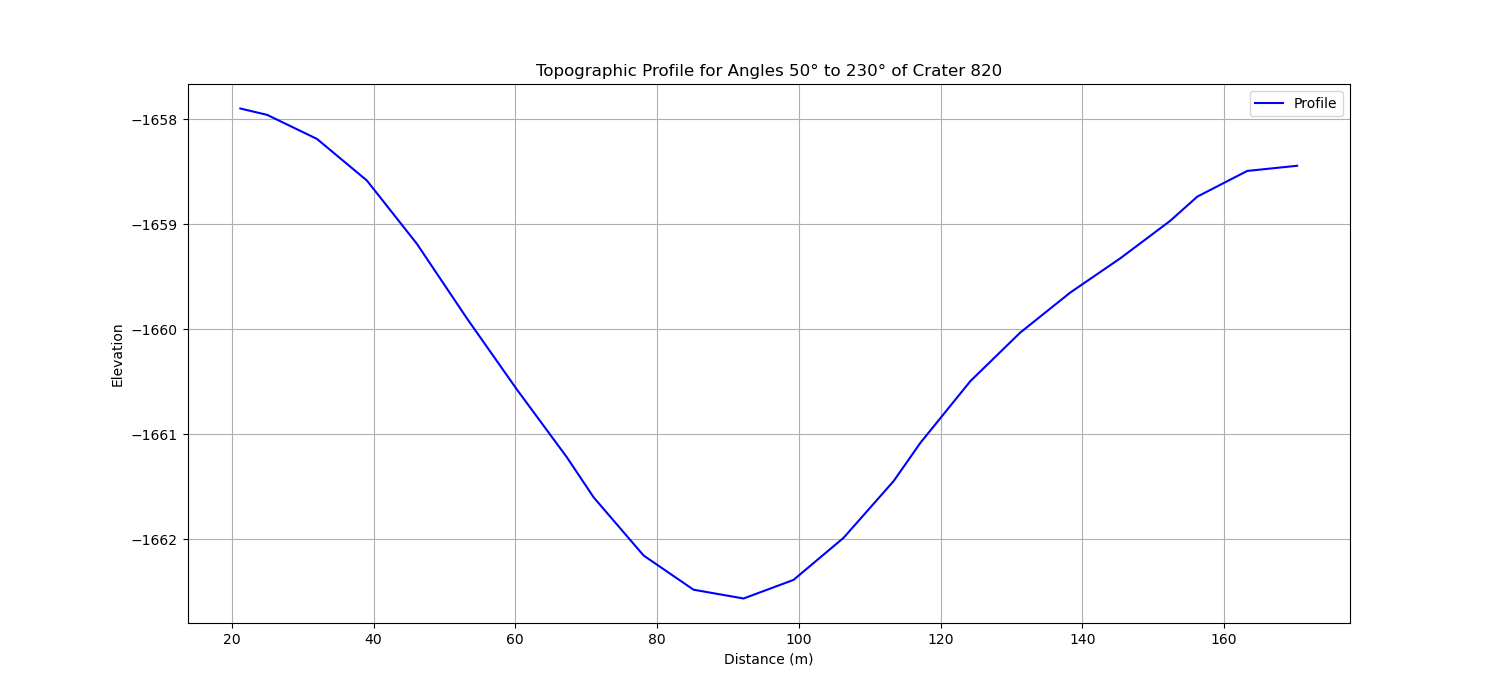 Topographic Profile for Angles 50° to 230° of Crater 820
Profile
−1658
−1659
−1660
−1661
−1662
Elevation
20 40 60 80 100 120 140 160
Distance (m)